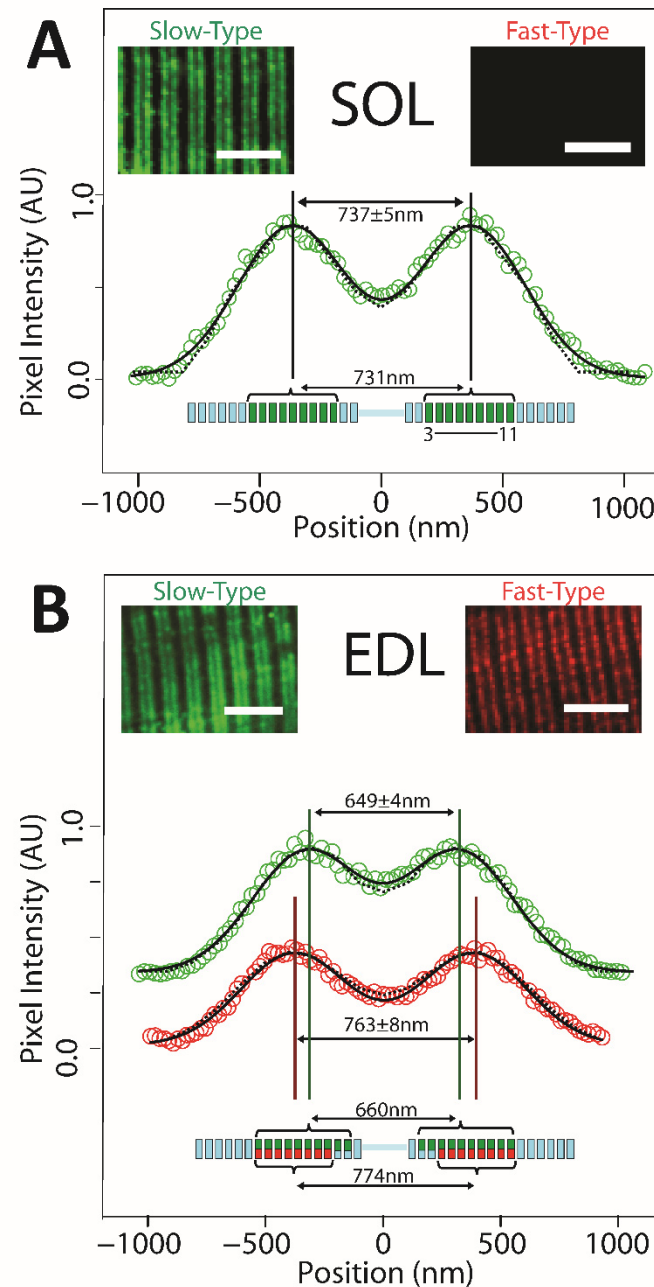 A
Slow-Type
Fast-Type
SOL
737±5nm
1.0
0.0
Pixel Intensity (AU)
731nm
3 11
−1000 −500 0 500 1000
Position (nm)
B
Slow-Type
Fast-Type
EDL
649±4nm
1.0
0.0
Pixel Intensity (AU)
763±8nm
660nm
774nm
−1000 −500 0 500 1000
Position (nm)